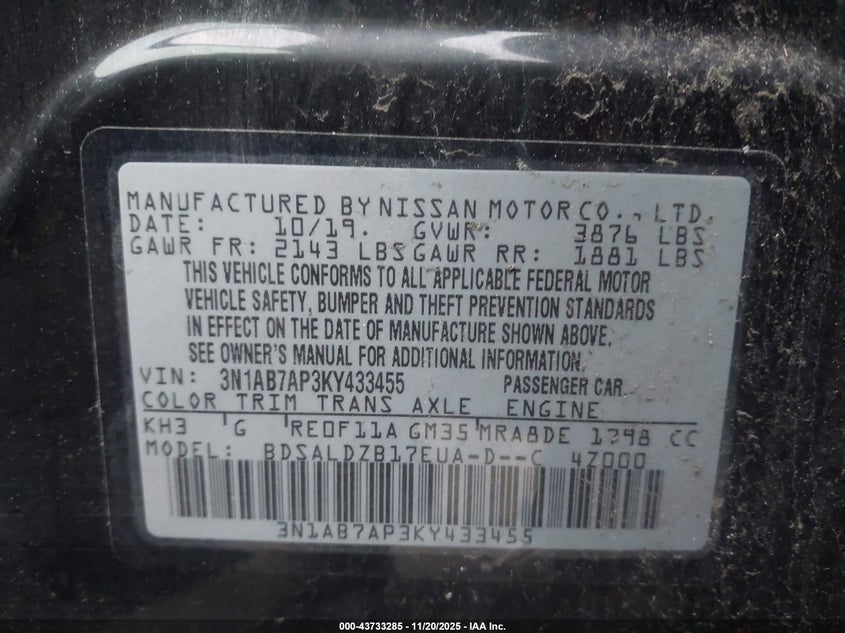 MANUFACTURED BY NISSAN MOTOR CO., LTD.
DATE: 10/19. GVWR: 3876 LBS
GAWR FR: 2143 LBS GAWR RR: 1881 LBS
THIS VEHICLE CONFORMS TO ALL APPLICABLE FEDERAL MOTOR
VEHICLE SAFETY, BUMPER AND THEFT PREVENTION STANDARDS
IN EFFECT ON THE DATE OF MANUFACTURE SHOWN ABOVE.
SEE OWNER'S MANUAL FOR ADDITIONAL INFORMATION.
VIN: 3N1AB7AP3KY433455 PASSENGER CAR
COLOR TRIM TRANS AXLE ENGINE
KH3 G RE0F11A GM35 MRA8DE 1798 CC
MODEL: BDSALDZB17EUA-D--C 4Z000
3N1AB7AP3KY433455
000-43733285 - 11/20/2025 - IAA Inc.